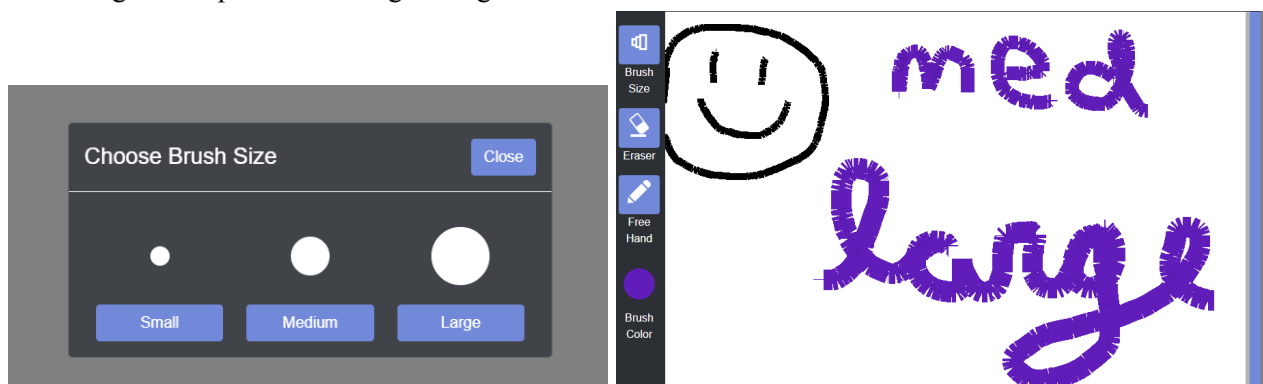 Choose Brush Size
Close
Small
Medium
Large
Brush
Size
Eraser
Free
Hand
Brush
Color
med
large